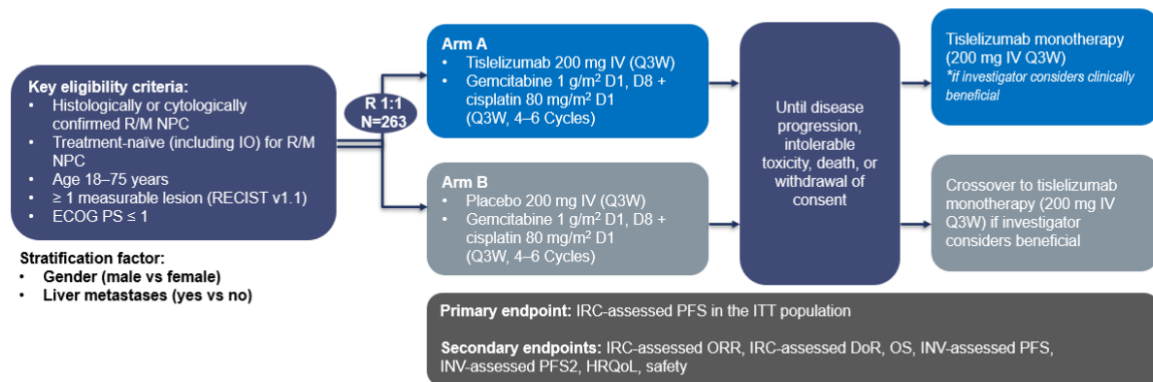 Key eligibility criteria:
• Histologically or cytologically
confirmed R/M NPC
• Treatment-naïve (including IO) for R/M
NPC
• Age 18–75 years
• ≥ 1 measurable lesion (RECIST v1.1)
• ECOG PS ≤ 1
Stratification factor:
• Gender (male vs female)
• Liver metastases (yes vs no)
R 1:1
N=263
Arm A
• Tislelizumab 200 mg IV (Q3W)
• Gemcitabine 1 g/m² D1, D8 +
cisplatin 80 mg/m² D1
(Q3W, 4–6 Cycles)
Arm B
• Placebo 200 mg IV (Q3W)
• Gemcitabine 1 g/m² D1, D8 +
cisplatin 80 mg/m² D1
(Q3W, 4–6 Cycles)
Until disease
progression,
intolerable
toxicity, death, or
withdrawal of
consent
Tislelizumab monotherapy
(200 mg IV Q3W)
*if investigator considers clinically
beneficial
Crossover to tislelizumab
monotherapy (200 mg IV
Q3W) if investigator
considers beneficial
Primary endpoint: IRC-assessed PFS in the ITT population
Secondary endpoints: IRC-assessed ORR, IRC-assessed DoR, OS, INV-assessed PFS,
INV-assessed PFS2, HRQoL, safety